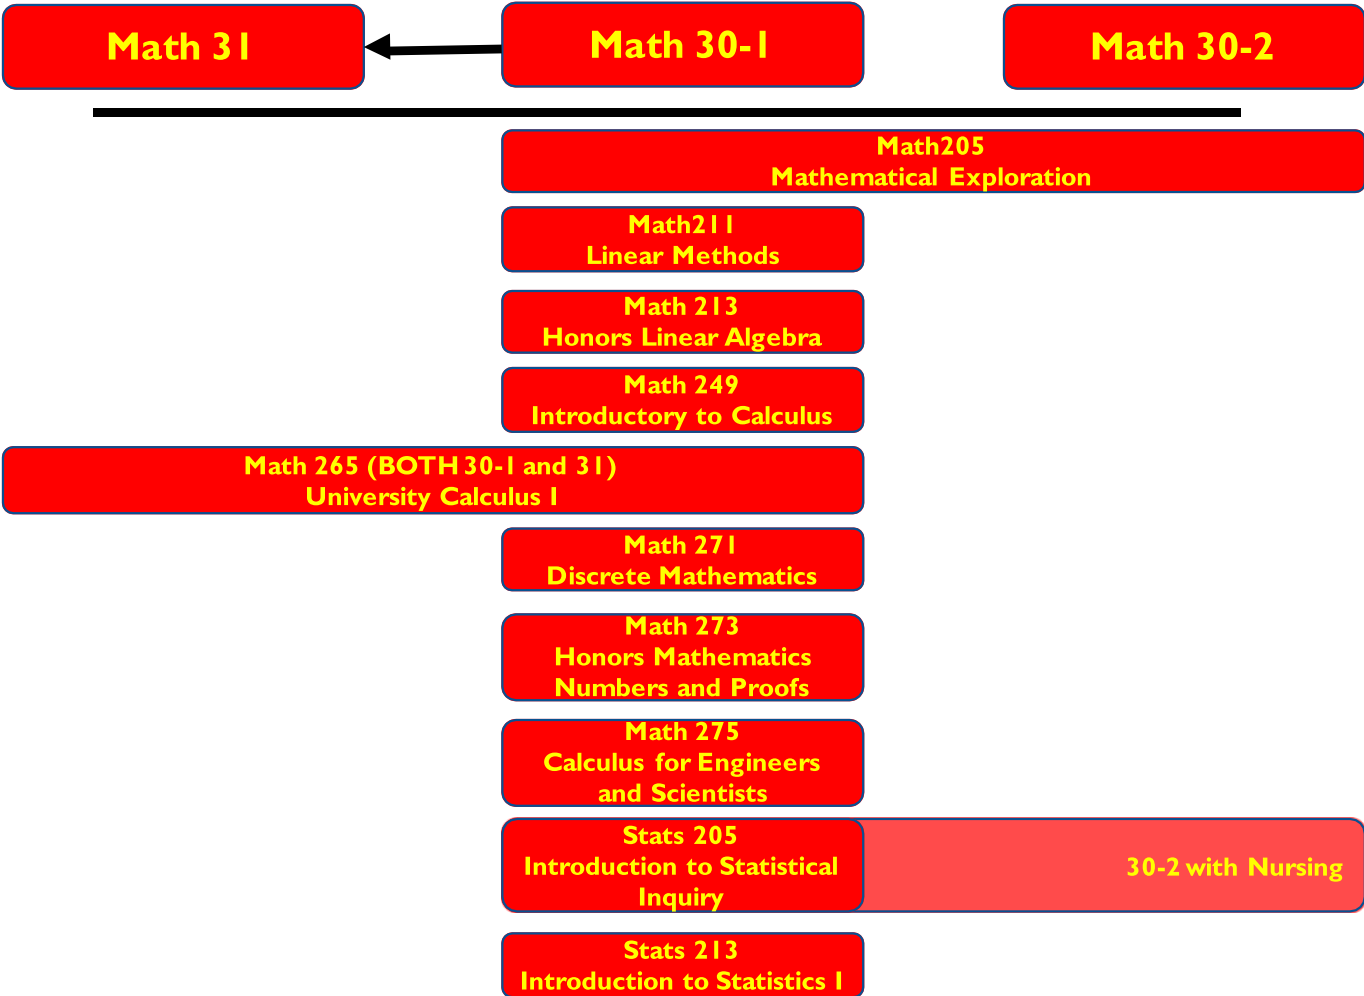 Math 31
Math 30-1
Math 30-2
Math205
Mathematical Exploration
Math211
Linear Methods
Math 213
Honors Linear Algebra
Math 249
Introductory to Calculus
Math 265 (BOTH 30-1 and 31)
University Calculus I
Math 271
Discrete Mathematics
Math 273
Honors Mathematics
Numbers and Proofs
Math 275
Calculus for Engineers
and Scientists
Stats 205
Introduction to Statistical
Inquiry
30-2 with Nursing
Stats 213
Introduction to Statistics I